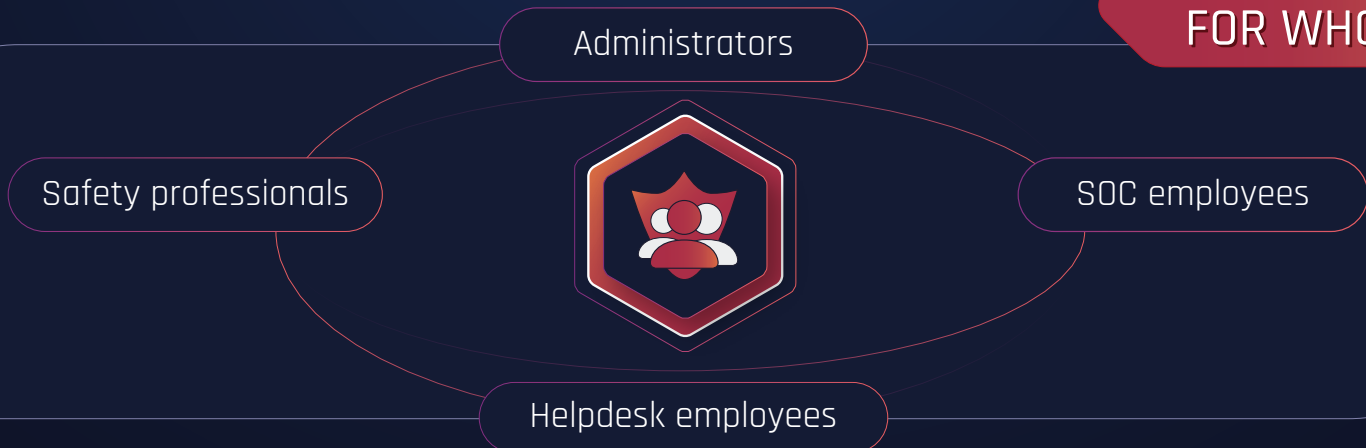 Administrators
FOR WHO
Safety professionals
SOC employees
Helpdesk employees